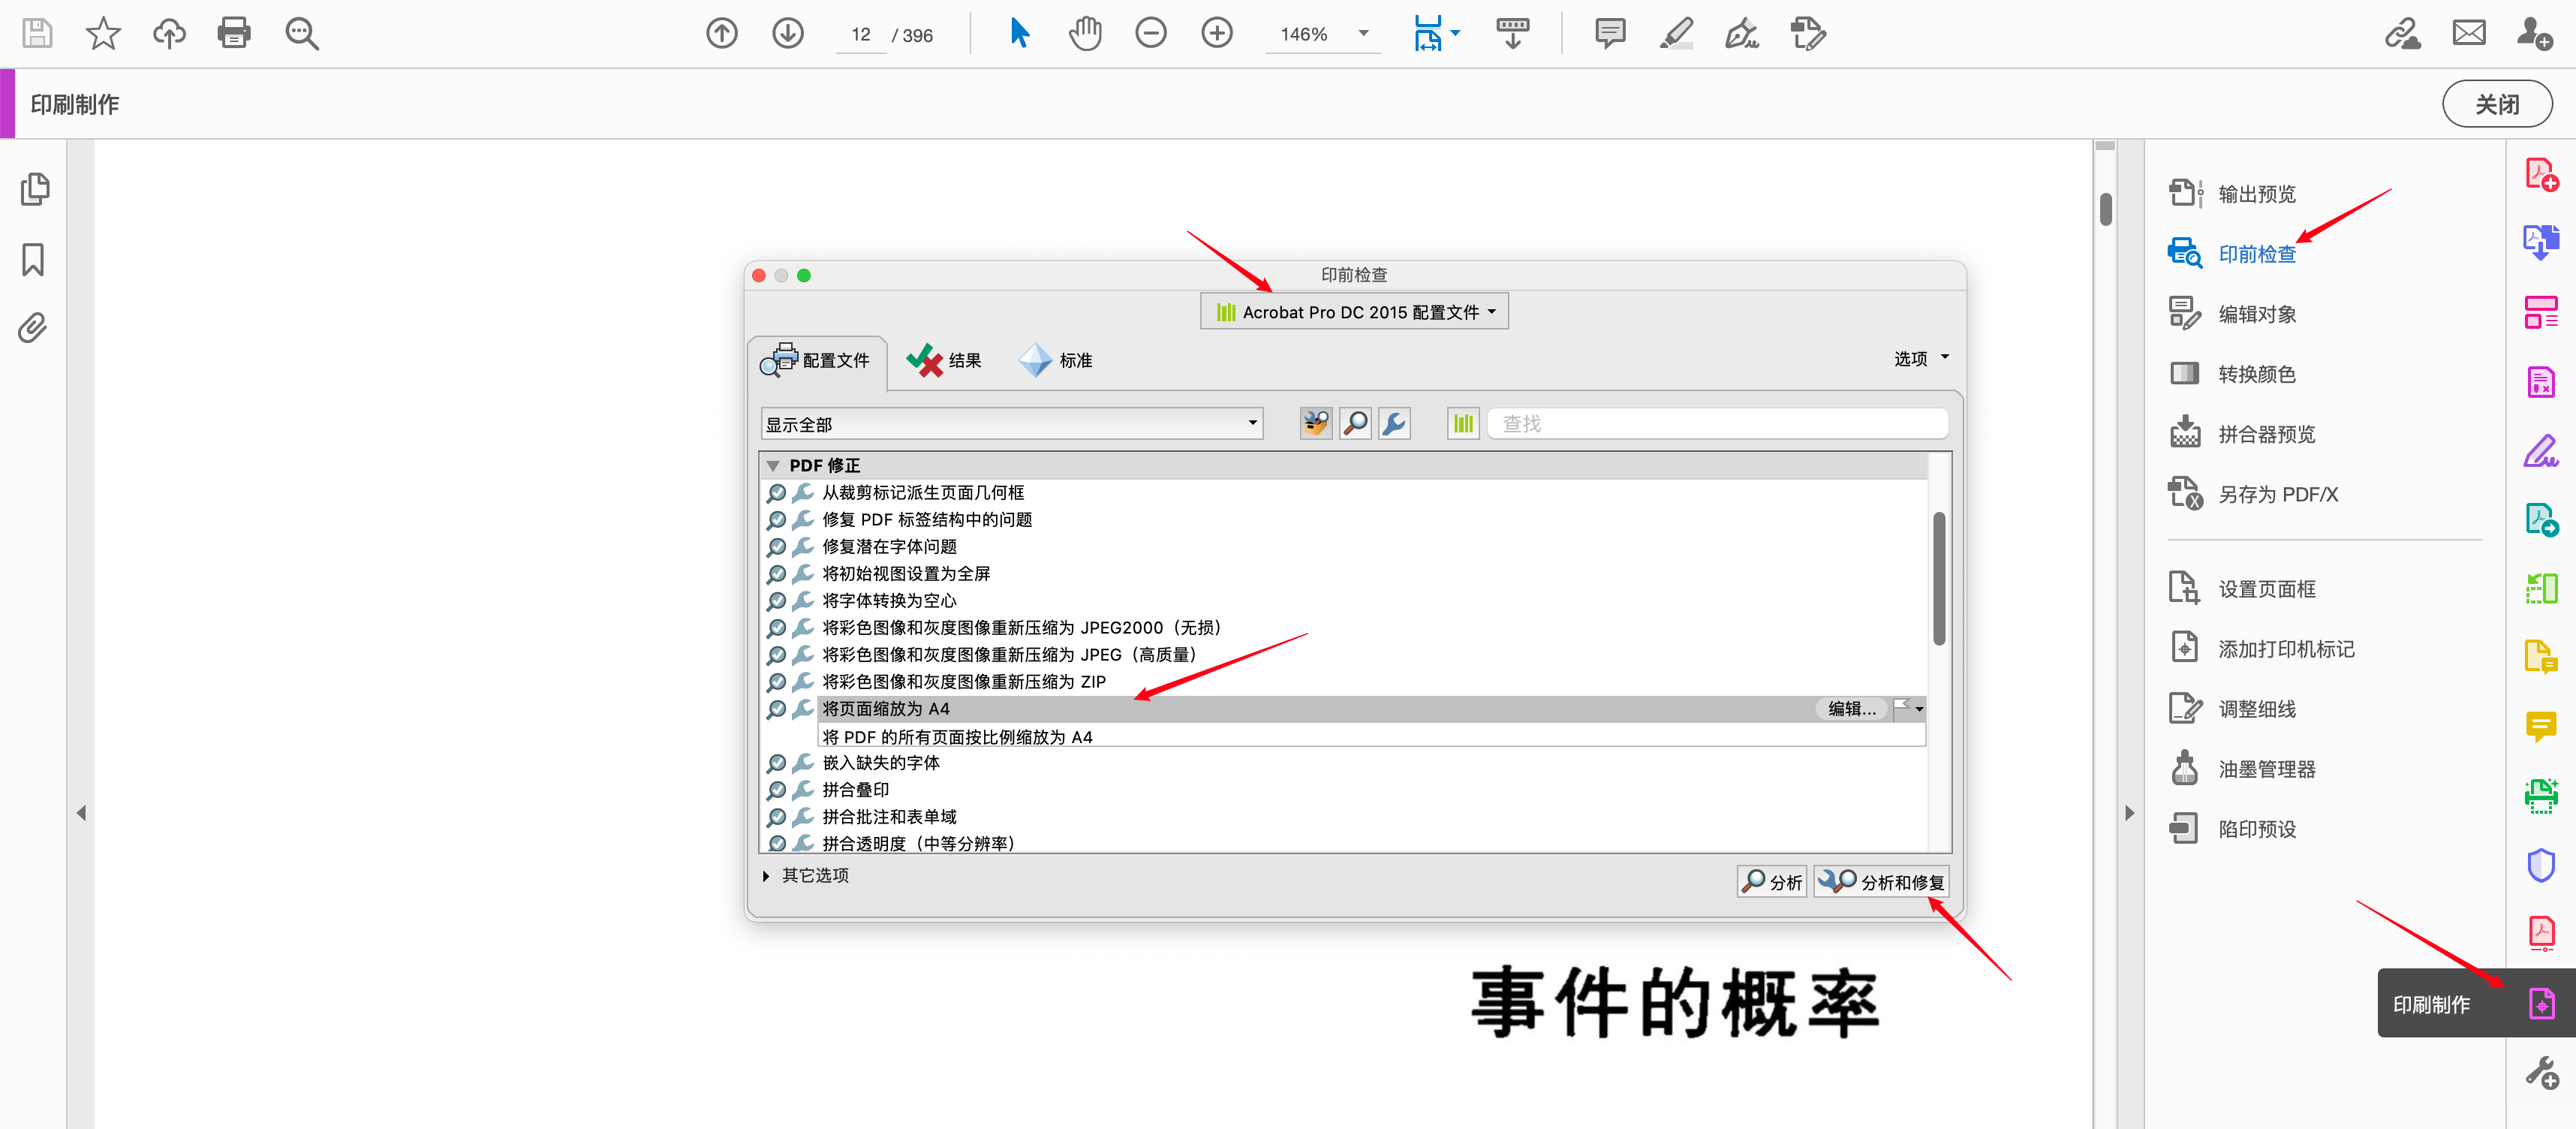 12 / 396
146%
印刷制作
关闭
印前检查
Acrobat Pro DC 2015 配置文件
配置文件
结果
标准
选项
显示全部
查找
PDF 修正
从裁剪标记派生页面几何框
修复 PDF 标签结构中的问题
修复潜在字体问题
将初始视图设置为全屏
将字体转换为空心
将彩色图像和灰度图像重新压缩为 JPEG2000（无损）
将彩色图像和灰度图像重新压缩为 JPEG（高质量）
将彩色图像和灰度图像重新压缩为 ZIP
将页面缩放为 A4
编辑...
将 PDF 的所有页面按比例缩放为 A4
嵌入缺失的字体
拼合叠印
拼合批注和表单域
拼合透明度（中等分辨率）
其它选项
分析
分析和修复
事件的概率
输出预览
印前检查
编辑对象
转换颜色
拼合器预览
另存为 PDF/X
设置页面框
添加打印机标记
调整细线
油墨管理器
陷印预设
印刷制作